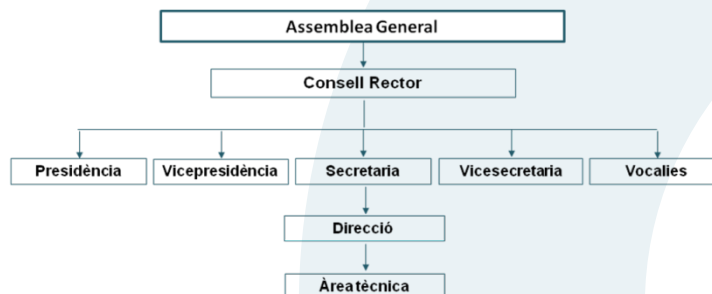 Assemblea General
Consell Rector
Presidència
Vicepresidència
Secretaria
Vicesecretaria
Vocalies
Direcció
Àrea tècnica